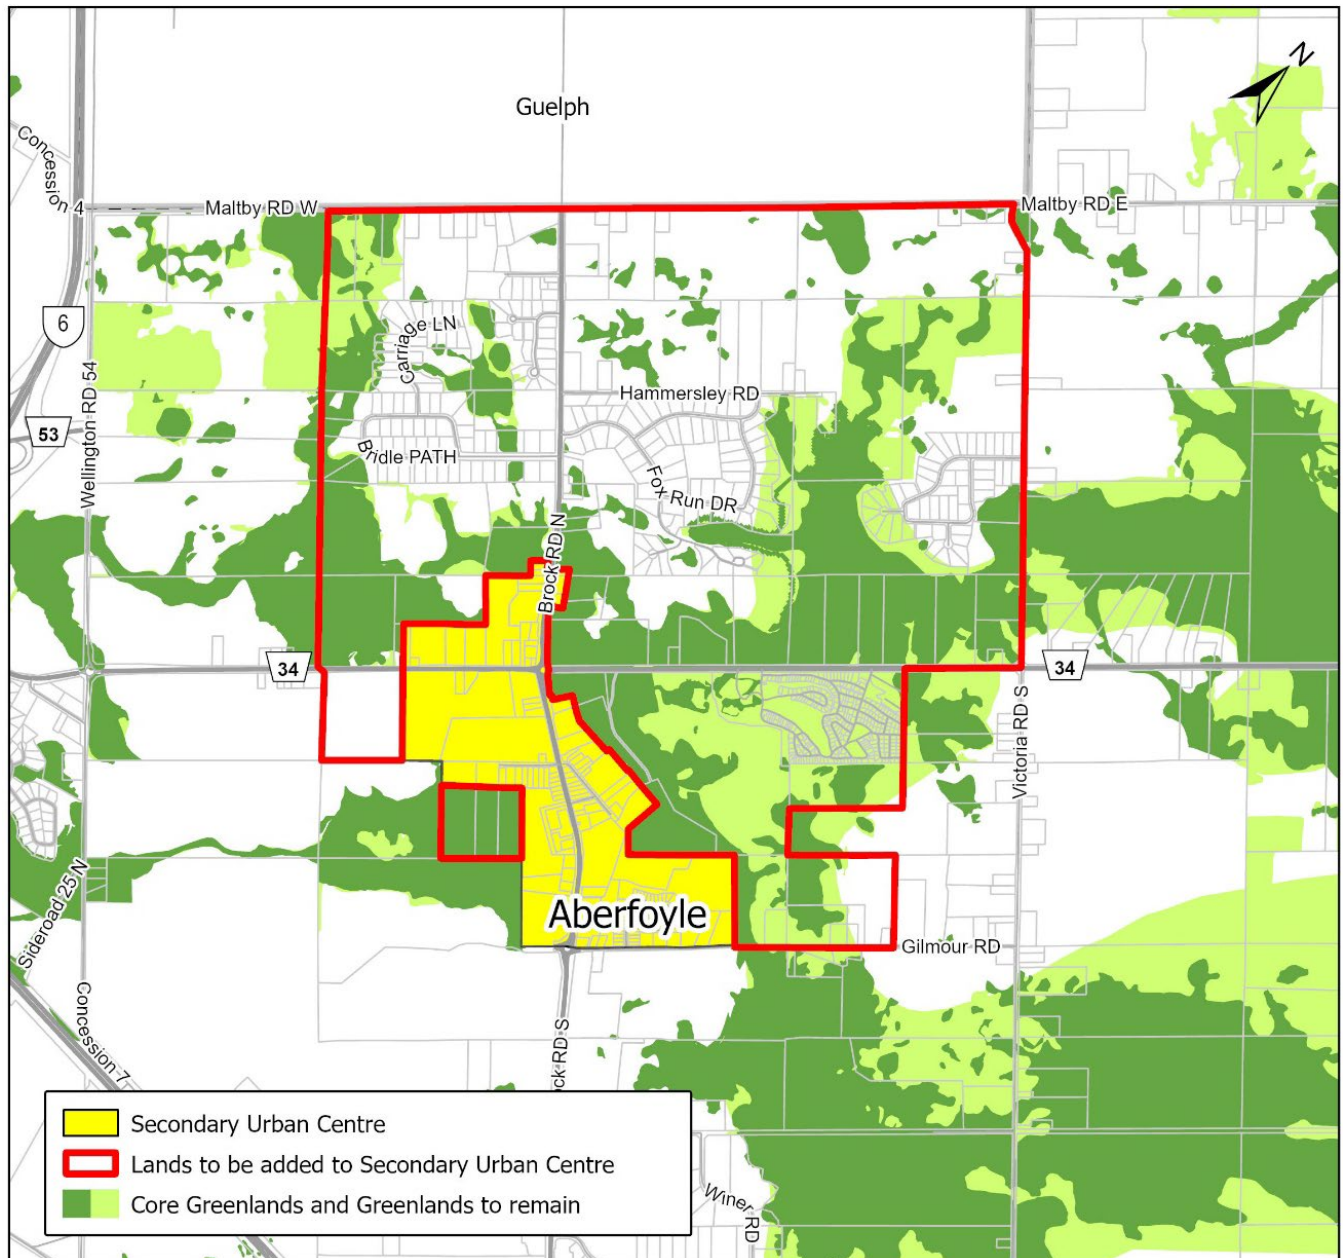 N
Guelph
Concession 4
Maltby RD W
Maltby RD E
6
Carriage LN
Wellington RD 54
Hammersley RD
53
Bridle PATH
Fox Run DR
Brock RD N
34
34
Victoria RD S
Aberfoyle
Sideroad 25 N
Gilmour RD
Concession 7
ock RD S
Secondary Urban Centre
Lands to be added to Secondary Urban Centre
Core Greenlands and Greenlands to remain
Winer RD